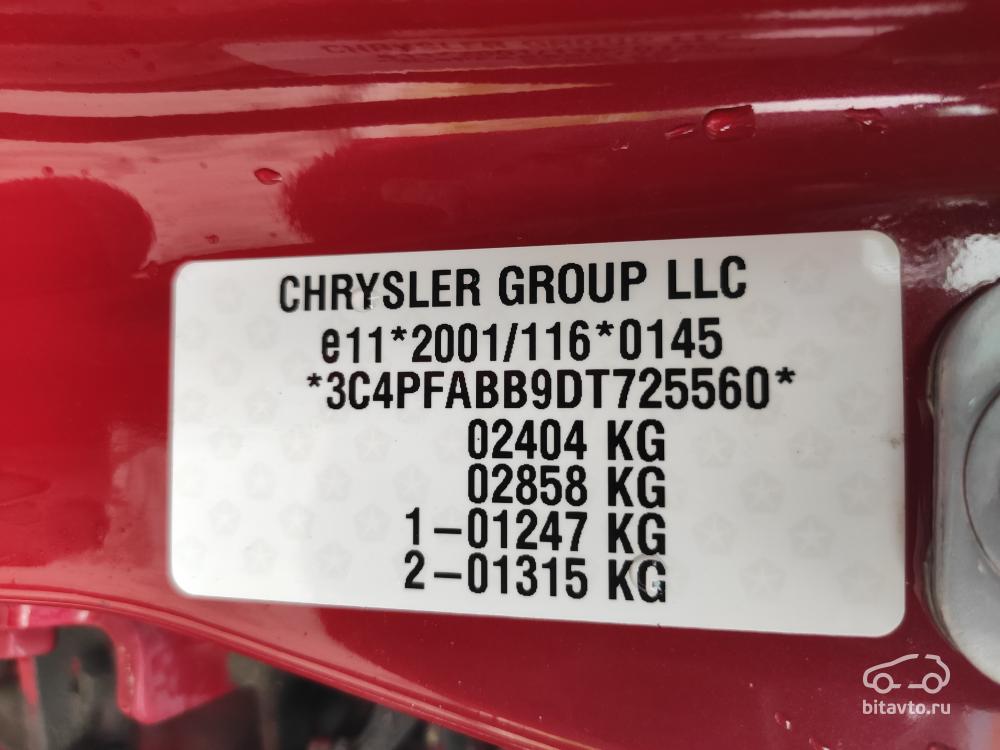 CHRYSLER GROUP LLC
e11*2001/116*0145
*3C4PFABB9DT725560*
02404 KG
02858 KG
1-01247 KG
2-01315 KG
bitavto.ru